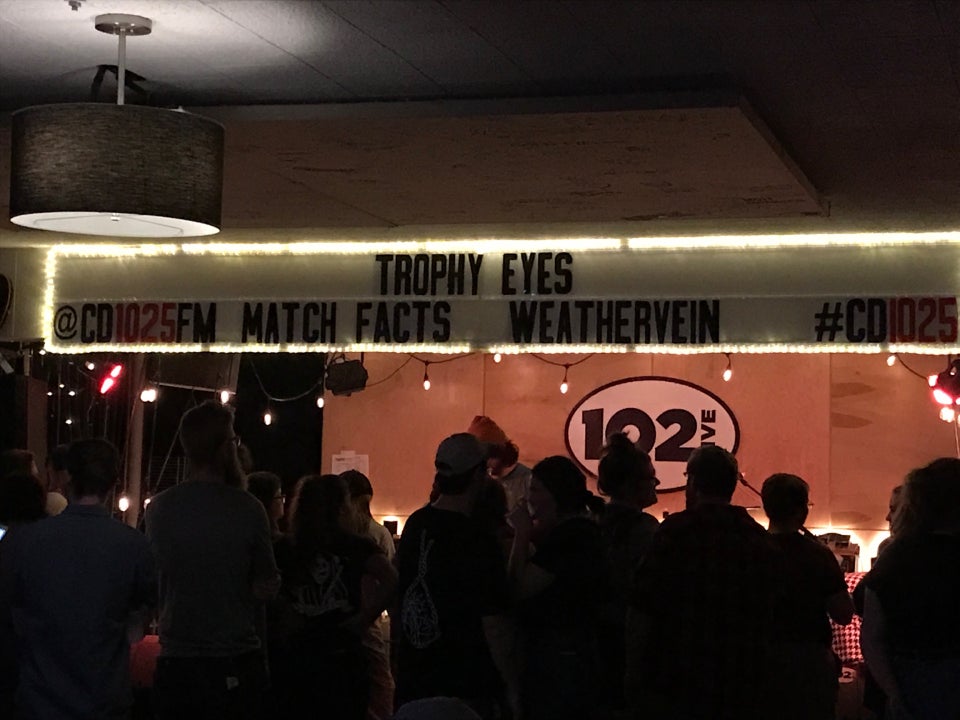 TROPHY EYES
@CD1025FM MATCH FACTS WEATHERVEIN #CD1025
102